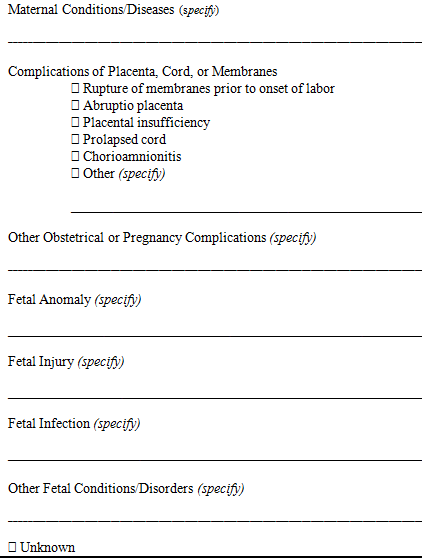 Maternal Conditions/Diseases (specify)
Complications of Placenta, Cord, or Membranes
☐ Rupture of membranes prior to onset of labor
☐ Abruptio placenta
☐ Placental insufficiency
☐ Prolapsed cord
☐ Chorioamnionitis
☐ Other (specify)
Other Obstetrical or Pregnancy Complications (specify)
Fetal Anomaly (specify)
Fetal Injury (specify)
Fetal Infection (specify)
Other Fetal Conditions/Disorders (specify)
☐ Unknown